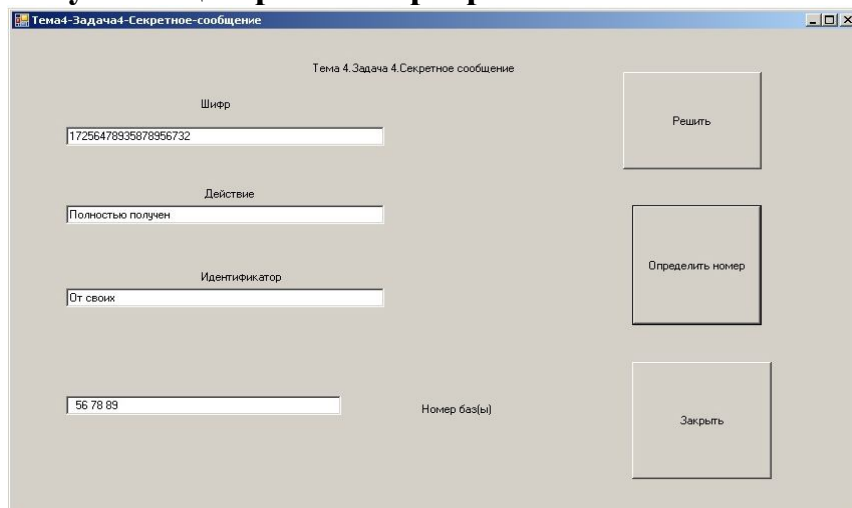 Тема4-Задача4-Секретное-сообщение
Тема 4.Задача 4.Секретное сообщение
Шифр
17256478935878956732
Решить
Действие
Полностью получен
Определить номер
Идентификатор
От своих
56 78 89
Номер баз(ы)
Закрыть